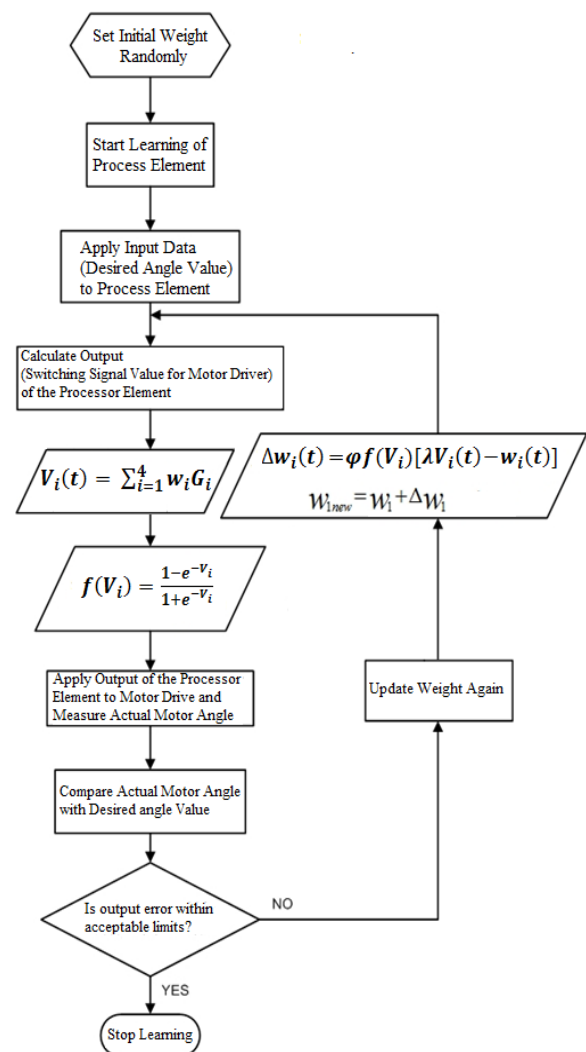 Set Initial Weight
Randomly
Start Learning of
Process Element
Apply Input Data
(Desired Angle Value)
to Process Element
Calculate Output
(Switching Signal Value for Motor Driver)
of the Processor Element
V_i(t) = ∑_{i=1}^{4} w_i G_i
f(V_i) = \frac{1-e^{-V_i}}{1+e^{-V_i}}
Apply Output of the Processor
Element to Motor Drive and
Measure Actual Motor Angle
Compare Actual Motor Angle
with Desired angle Value
Is output error within
acceptable limits?
YES
Stop Learning
NO
Update Weight Again
Δw_i(t) = φf(V_i)[λV_i(t) − w_i(t)]
w_{1new} = w_1 + Δw_1